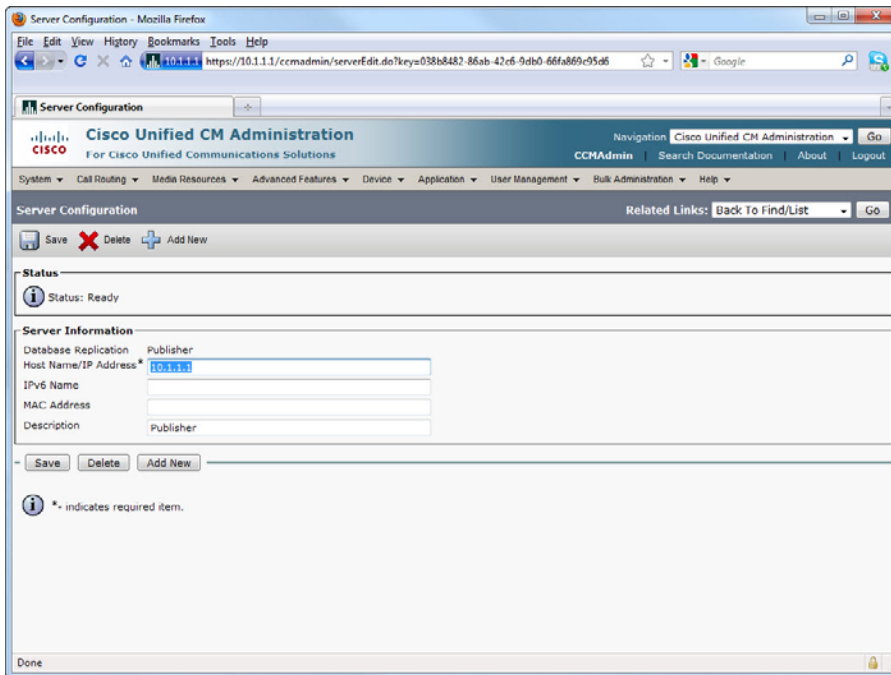 Server Configuration - Mozilla Firefox
File Edit View History Bookmarks Tools Help
10.1.1.1 https://10.1.1.1/ccmadmin/serverEdit.do?key=038b8482-86ab-42c6-9db0-66fa869c95d6 Google
Server Configuration
CISCO Cisco Unified CM Administration Navigation Cisco Unified CM Administration Go
For Cisco Unified Communications Solutions CCMAdmin Search Documentation About Logout
System Call Routing Media Resources Advanced Features Device Application User Management Bulk Administration Help
Server Configuration Related Links: Back To Find/List Go
Save Delete Add New
Status
Status: Ready
Server Information
Database Replication Publisher
Host Name/IP Address* 10.1.1.1
IPv6 Name
MAC Address
Description Publisher
Save Delete Add New
*- indicates required item.
Done